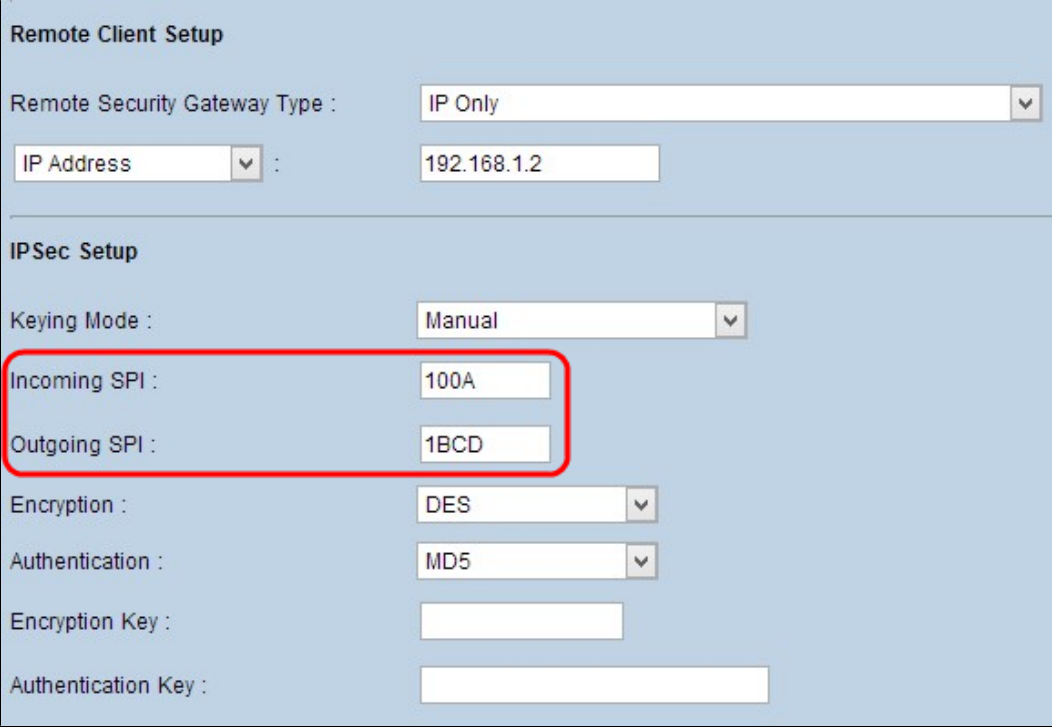 Remote Client Setup
Remote Security Gateway Type : IP Only
IP Address : 192.168.1.2
IPSec Setup
Keying Mode : Manual
Incoming SPI : 100A
Outgoing SPI : 1BCD
Encryption : DES
Authentication : MD5
Encryption Key :
Authentication Key :